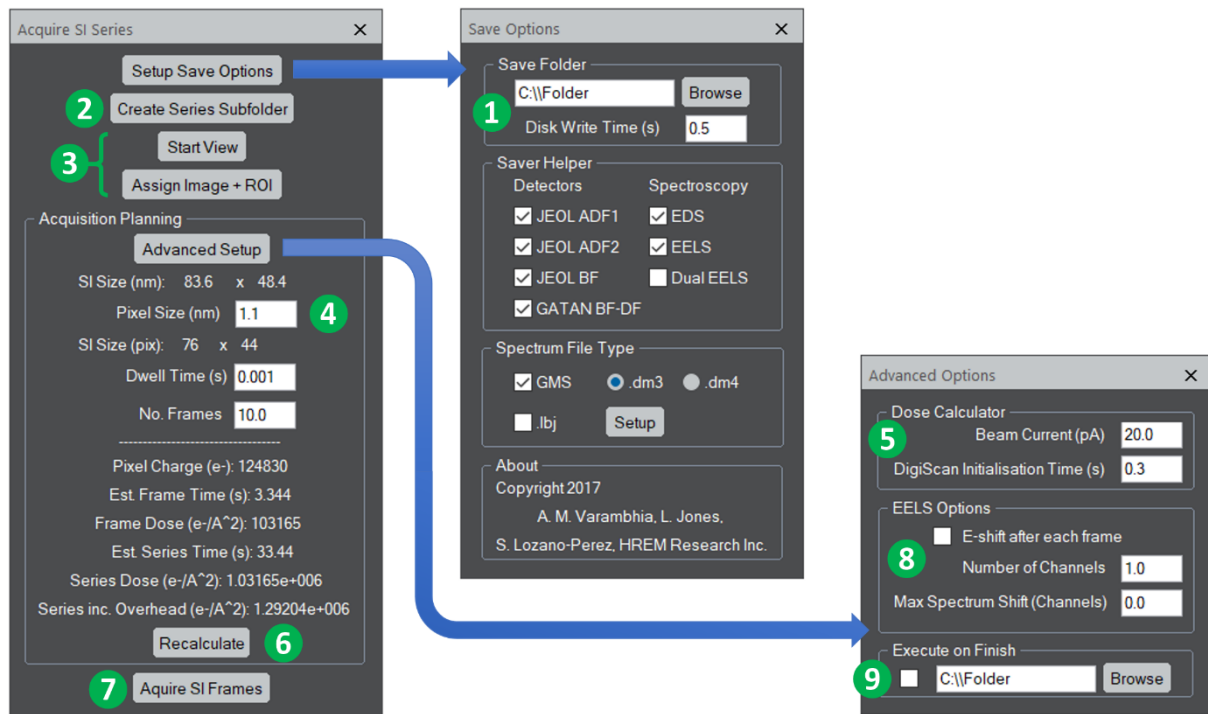 Acquire SI Series
Setup Save Options
2 Create Series Subfolder
3
Start View
Assign Image + ROI
Acquisition Planning
Advanced Setup
SI Size (nm): 83.6 x 48.4
Pixel Size (nm) 1.1 4
SI Size (pix): 76 x 44
Dwell Time (s) 0.001
No. Frames 10.0
----------------------------------
Pixel Charge (e-): 124830
Est. Frame Time (s): 3.344
Frame Dose (e-/A^2): 103165
Est. Series Time (s): 33.44
Series Dose (e-/A^2): 1.03165e+006
Series inc. Overhead (e-/A^2): 1.29204e+006
Recalculate 6
7 Aquire SI Frames
Save Options
Save Folder
C:\\Folder Browse
1
Disk Write Time (s) 0.5
Saver Helper
Detectors Spectroscopy
JEOL ADF1 EDS
JEOL ADF2 EELS
JEOL BF Dual EELS
GATAN BF-DF
Spectrum File Type
GMS .dm3 .dm4
.lbj Setup
About
Copyright 2017
A. M. Varambhia, L. Jones,
S. Lozano-Perez, HREM Research Inc.
Advanced Options
Dose Calculator
5 Beam Current (pA) 20.0
DigiScan Initialisation Time (s) 0.3
EELS Options
E-shift after each frame
8
Number of Channels 1.0
Max Spectrum Shift (Channels) 0.0
Execute on Finish
9 C:\\Folder Browse